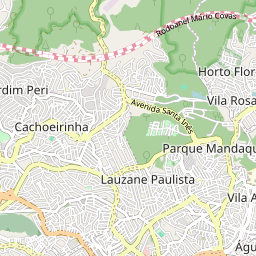 Rodoanel Mário Covas
Horto Flor
rdim Peri
Vila Rosa
Avenida Santa Inês
Cachoeirinha
Parque Mandaqu
Lauzane Paulista
Vila A
Águ